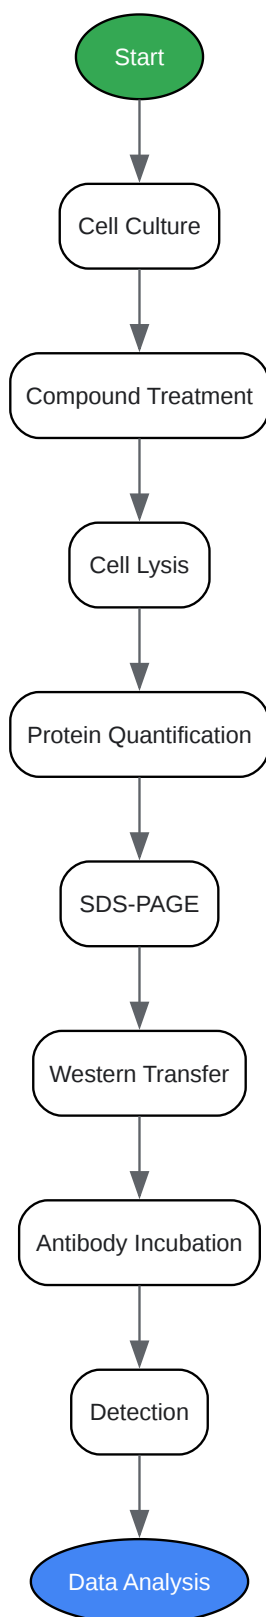 Start
Cell Culture
Compound Treatment
Cell Lysis
Protein Quantification
SDS-PAGE
Western Transfer
Antibody Incubation
Detection
Data Analysis